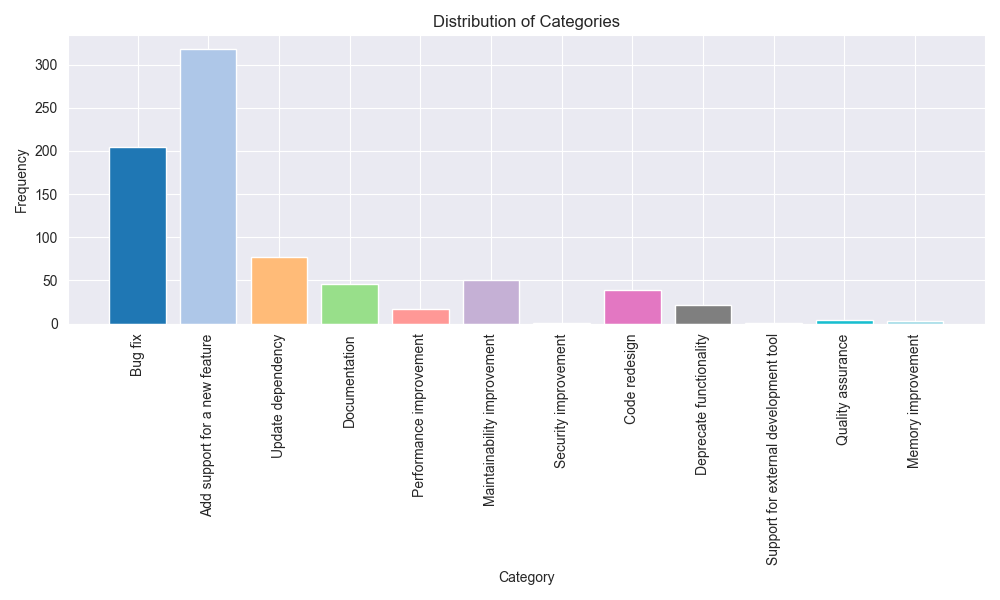 Distribution of Categories
Frequency
300
250
200
150
100
50
0
Bug fix
Add support for a new feature
Update dependency
Documentation
Performance improvement
Maintainability improvement
Security improvement
Code redesign
Deprecate functionality
Support for external development tool
Quality assurance
Memory improvement
Category